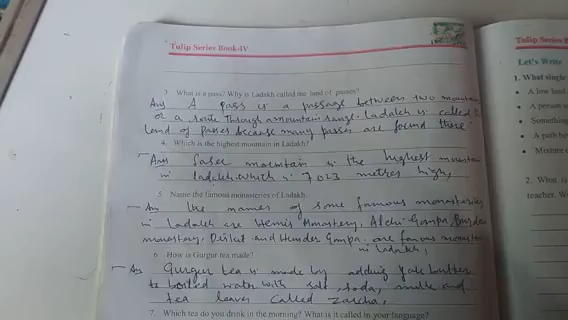 Tulip Series Book-IV
3 What is a pass? Why is Ladakh called the land of passes?
Ans A pass is a passage between two mountains
or a route through a mountain range. Ladakh is called
land of passes because many passes are found there
4. Which is the highest mountain in Ladakh?
Ans Saser mountain is the highest mountain
in ladakh which is 7023 metres high,
5 Name the famous monasteries of Ladakh
Ans the names of some famous monasteries
in Ladakh are Hemis Monastery, Alchi Gompa,
monastery, Diskit and Hunder Gompa. are famous
in ladakh,
6 How is Gurgur tea made?
Ans Gurgur tea is made by adding yak butter
to boiled water with salt, soda, milk and
tea leaves called zarcha,
7. Which tea do you drink in the morning? What is it called in your language?
Tulip Series
Let's Write
1. What single
• A low land
• A person
• Something
• A path
• Mixture
2. What is
teacher.